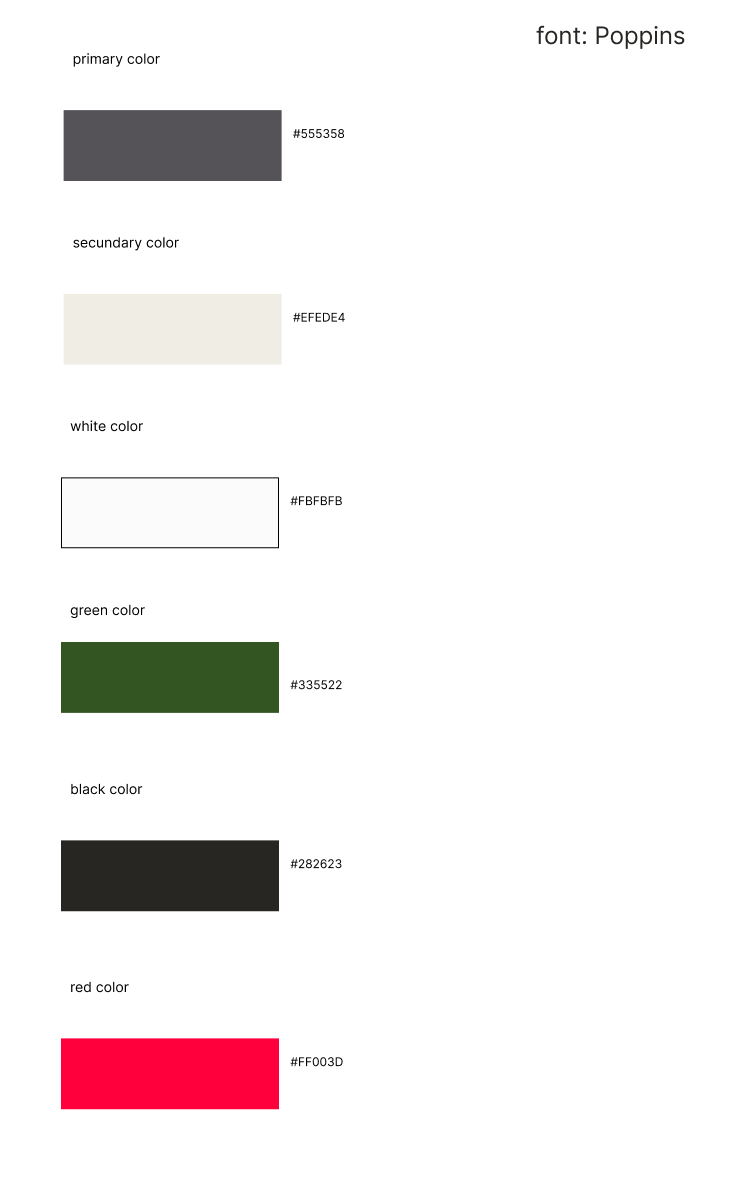 font: Poppins
primary color
#555358
secundary color
#EFEDE4
white color
#FBFBFB
green color
#335522
black color
#282623
red color
#FF003D